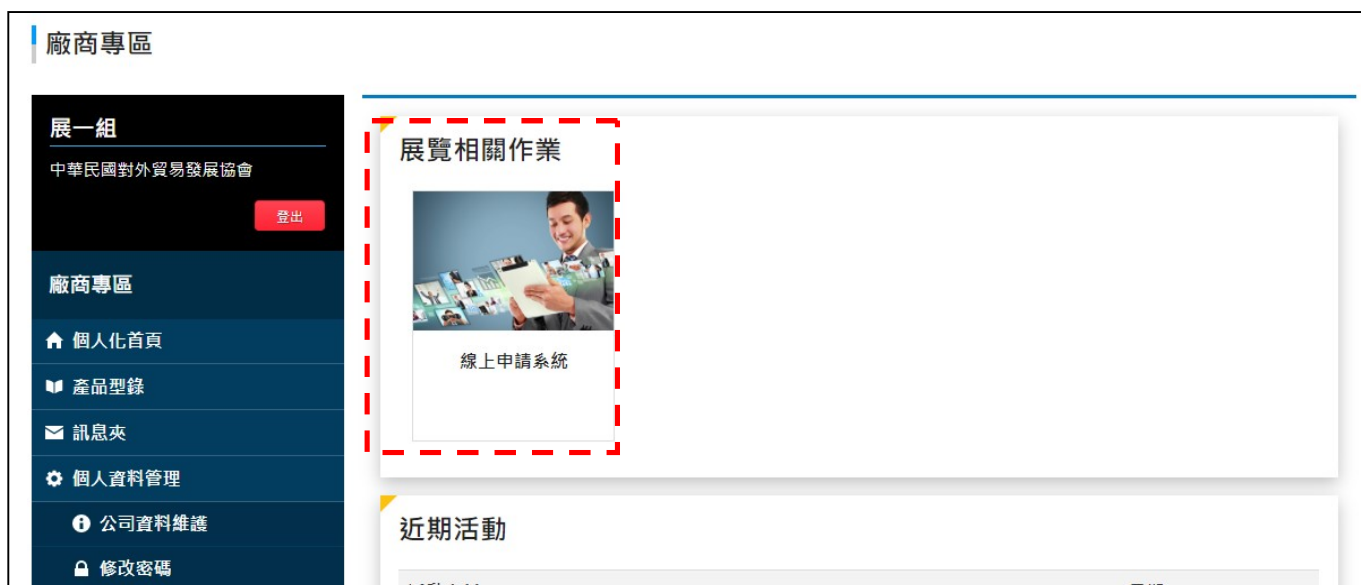 廠商專區
展一組
中華民國對外貿易發展協會
登出
廠商專區
個人化首頁
產品型錄
訊息夾
個人資料管理
公司資料維護
修改密碼
展覽相關作業
線上申請系統
近期活動